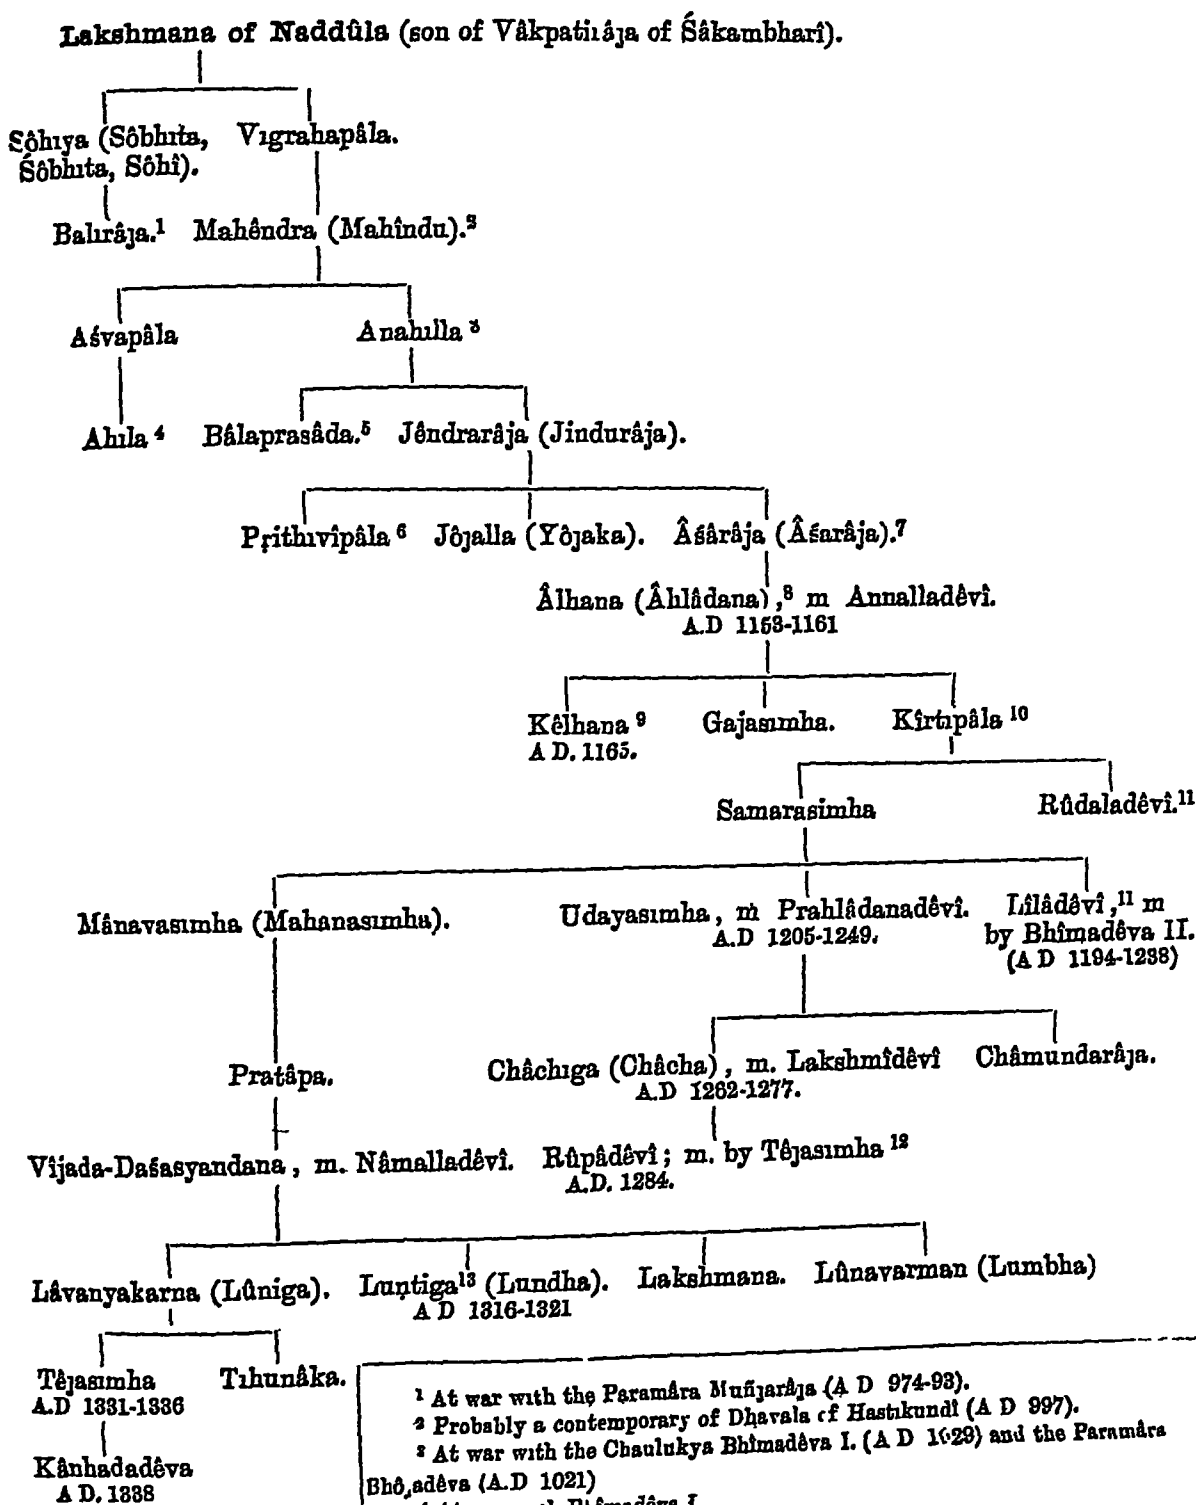 Lakshmana of Naddûla (son of Vâkpatirâja of Śâkambharî).
Sôhiya (Sôbhita, Vigrahapâla.
Śôbhita, Sôhî).
Balirâja.¹ Mahêndra (Mahîndu).²
Aśvapâla Anahilla ³
Ahila ⁴ Bâlaprasâda.⁵ Jêndrarâja (Jindurâja).
Pṛithivîpâla ⁶ Jôjalla (Yôjaka). Âśârâja (Âśarâja).⁷
Âlhana (Âhlâdana),⁸ m Annalladêvî.
A.D 1153-1161
Kêlhana ⁹ Gajasimha. Kîrtipâla ¹⁰
A D. 1165.
Samarasimha Rûdaladêvî.¹¹
Mânavasimha (Mahanasimha). Udayasimha, m Prahlâdanadêvî. Lîlâdêvî,¹¹ m
A.D 1205-1249. by Bhîmadêva II.
(A D 1194-1238)
Pratâpa. Châchiga (Châcha), m. Lakshmîdêvî Châmundarâja.
A.D 1262-1277.
Vîjada-Daśasyandana, m. Nâmalladêvî. Rûpâdêvî; m. by Têjasimha ¹²
A.D. 1284.
Lâvanyakarna (Lûniga). Luṇtiga¹³ (Lundha). Lakshmana. Lûnavarman (Lumbha)
A D 1316-1321
Têjasimha Tihunâka.
A.D 1331-1336
Kânhadadêva
A D. 1338
¹ At war with the Paramâra Muñjarâja (A D 974-93).
² Probably a contemporary of Dhavala of Hastikundî (A D 997).
³ At war with the Chaulukya Bhîmadêva I. (A D 1029) and the Paramâra
Bhôjadêva (A.D 1021)